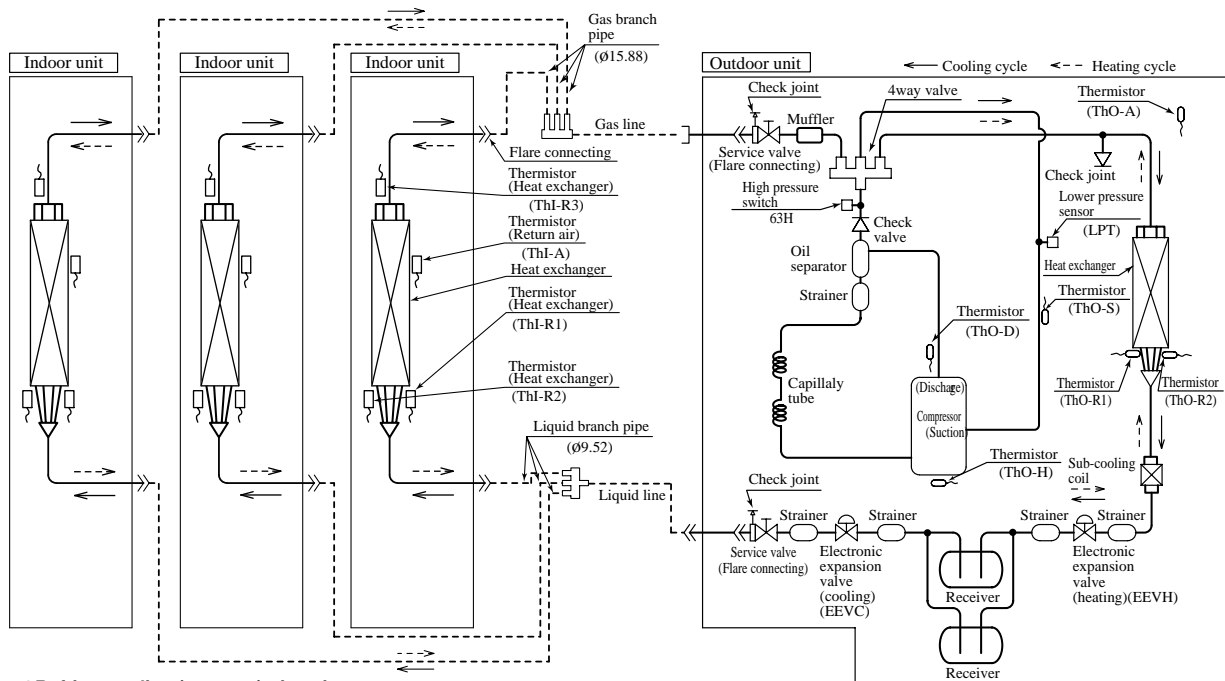 Indoor unit
Indoor unit
Indoor unit
Gas branch
pipe
(ø15.88)
Gas line
Flare connecting
Thermistor
(Heat exchanger)
(ThI-R3)
Thermistor
(Return air)
(ThI-A)
Heat exchanger
Thermistor
(Heat exchanger)
(ThI-R1)
Thermistor
(Heat exchanger)
(ThI-R2)
Liquid branch pipe
(ø9.52)
Liquid line
Outdoor unit
Cooling cycle
Heating cycle
Check joint
4way valve
Thermistor
(ThO-A)
Muffler
Service valve
(Flare connecting)
Check joint
High pressure
switch
63H
Check
valve
Lower pressure
sensor
(LPT)
Oil
separator
Heat exchanger
Strainer
Thermistor
(ThO-S)
Thermistor
(ThO-D)
Capillaly
tube
(Dischage)
Compressor
(Suction)
Thermistor
(ThO-R1)
Thermistor
(ThO-R2)
Thermistor
(ThO-H)
Sub-cooling
coil
Check joint
Strainer
Strainer
Strainer
Strainer
Service valve
(Flare connecting)
Electronic
expansion
valve
(cooling)
(EEVC)
Receiver
Electronic
expansion
valve
(heating)(EEVH)
Receiver